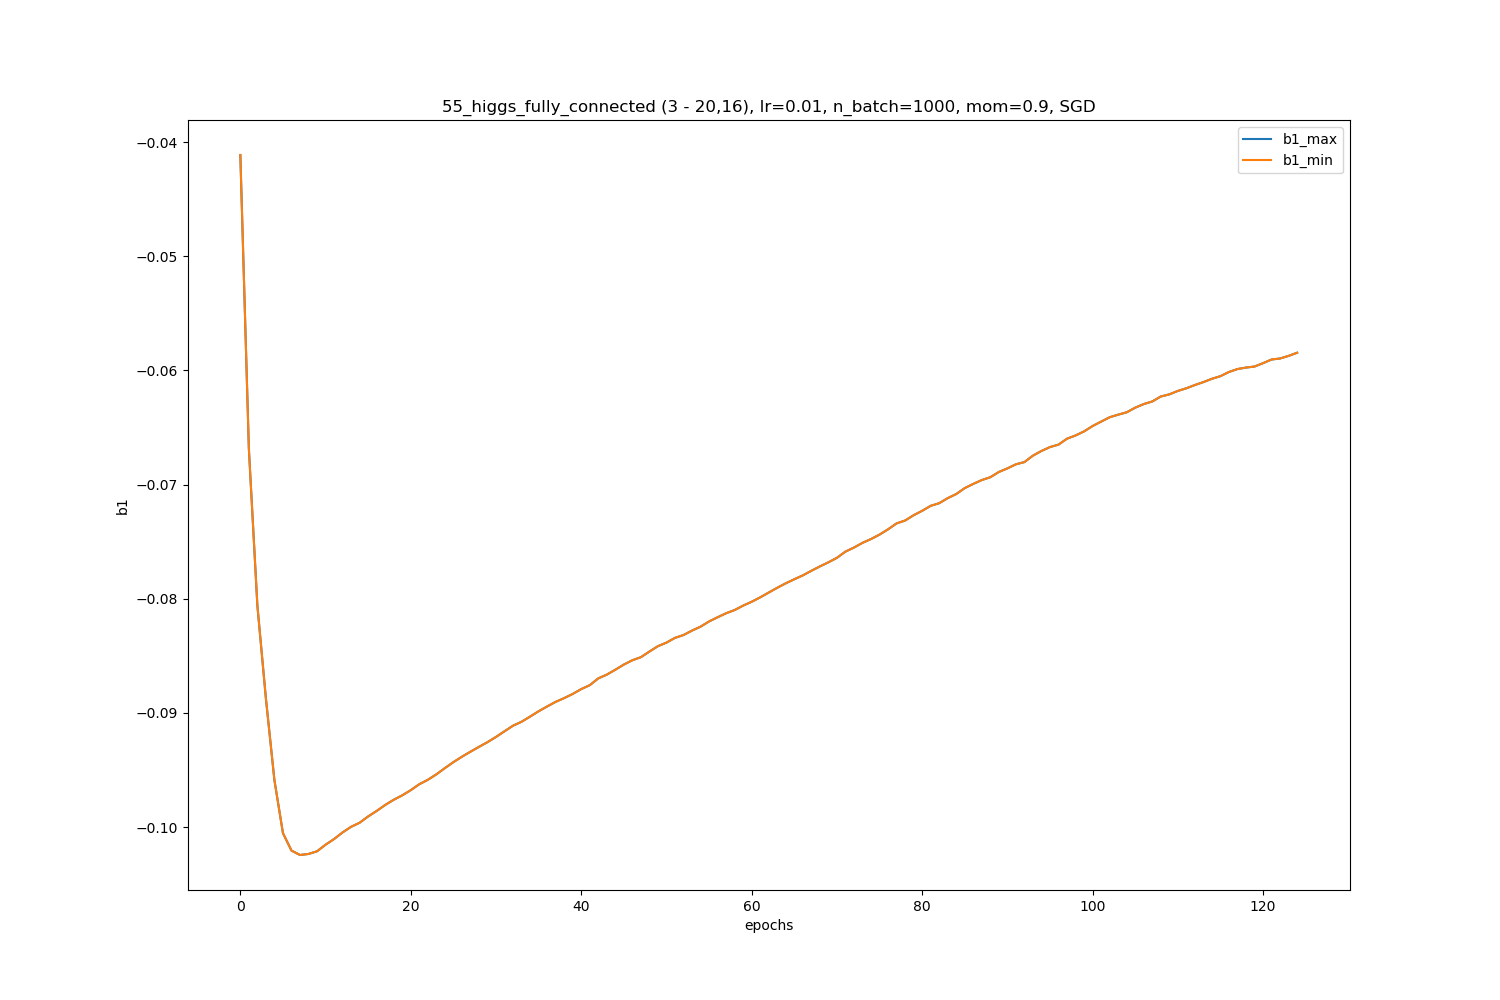 55_higgs_fully_connected (3 - 20,16), lr=0.01, n_batch=1000, mom=0.9, SGD
b1_max
b1_min
−0.04
−0.05
−0.06
−0.07
−0.08
−0.09
−0.10
b1
0 20 40 60 80 100 120
epochs